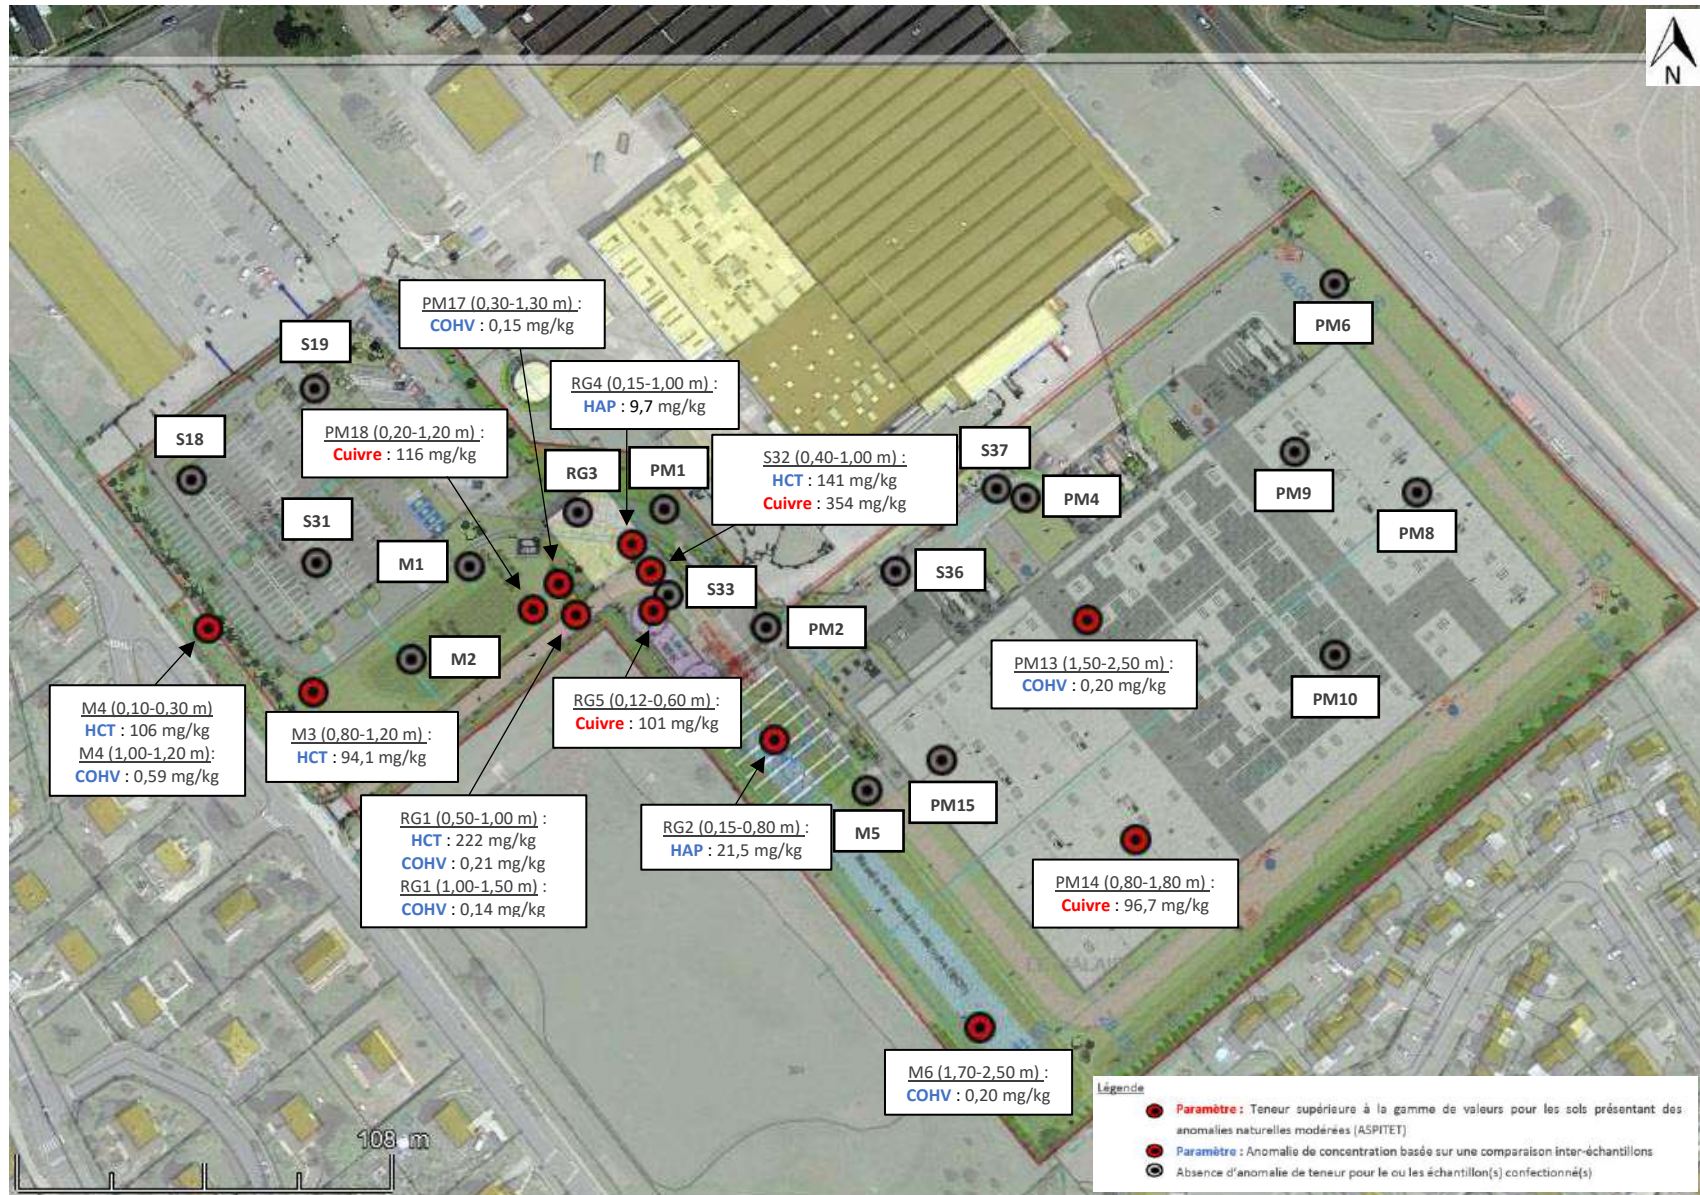 N
PM17 (0,30-1,30 m) :
COHV : 0,15 mg/kg
PM6
S19
RG4 (0,15-1,00 m) :
HAP : 9,7 mg/kg
S18
PM18 (0,20-1,20 m) :
Cuivre : 116 mg/kg
RG3
PM1
S32 (0,40-1,00 m) :
HCT : 141 mg/kg
Cuivre : 354 mg/kg
S37
PM4
PM9
PM8
S31
M1
S33
S36
M2
PM2
PM13 (1,50-2,50 m) :
COHV : 0,20 mg/kg
PM10
M4 (0,10-0,30 m)
HCT : 106 mg/kg
M4 (1,00-1,20 m):
COHV : 0,59 mg/kg
M3 (0,80-1,20 m) :
HCT : 94,1 mg/kg
RG5 (0,12-0,60 m) :
Cuivre : 101 mg/kg
RG1 (0,50-1,00 m) :
HCT : 222 mg/kg
COHV : 0,21 mg/kg
RG1 (1,00-1,50 m) :
COHV : 0,14 mg/kg
RG2 (0,15-0,80 m) :
HAP : 21,5 mg/kg
M5
PM15
PM14 (0,80-1,80 m) :
Cuivre : 96,7 mg/kg
M6 (1,70-2,50 m) :
COHV : 0,20 mg/kg
108 m
Légende
Paramètre : Teneur supérieure à la gamme de valeurs pour les sols présentant des
anomalies naturelles modérées (ASPITET)
Paramètre : Anomalie de concentration basée sur une comparaison inter-échantillons
Absence d'anomalie de teneur pour le ou les échantillon(s) confectionné(s)